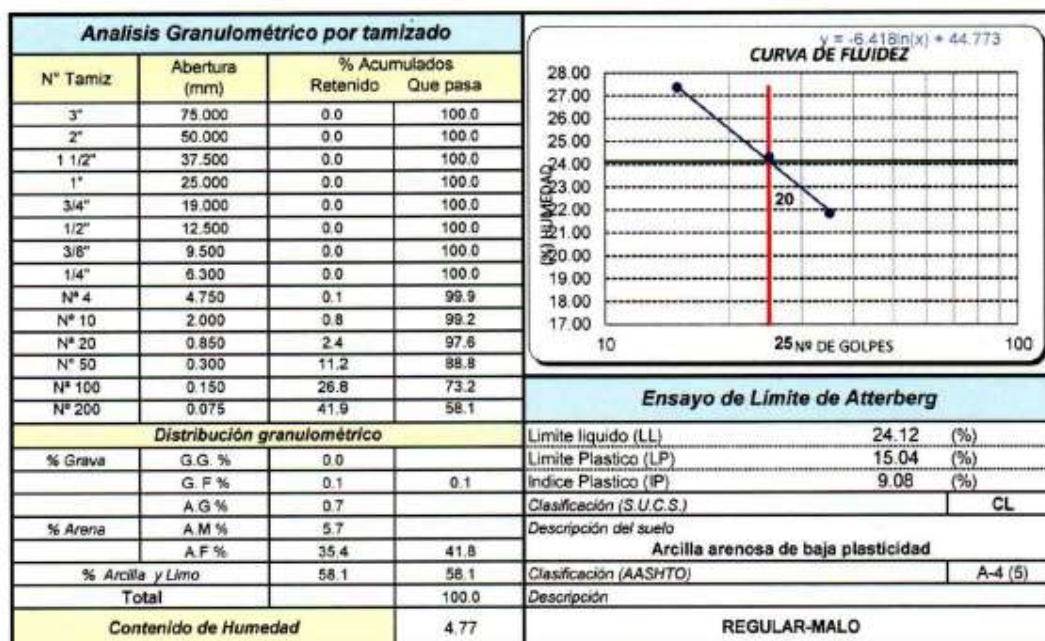 Analisis Granulométrico por tamizado
N° Tamiz Abertura (mm) % Acumulados Retenido Que pasa
3" 75.000 0.0 100.0
2" 50.000 0.0 100.0
1 1/2" 37.500 0.0 100.0
1" 25.000 0.0 100.0
3/4" 19.000 0.0 100.0
1/2" 12.500 0.0 100.0
3/8" 9.500 0.0 100.0
1/4" 6.300 0.0 100.0
Nº 4 4.750 0.1 99.9
Nº 10 2.000 0.8 99.2
Nº 20 0.850 2.4 97.6
N° 50 0.300 11.2 88.8
Nº 100 0.150 26.8 73.2
Nº 200 0.075 41.9 58.1
Distribución granulométrico
% Grava G.G. % 0.0
G. F % 0.1 0.1
A.G % 0.7
% Arena A.M % 5.7
A.F % 35.4 41.8
% Arcilla y Limo 58.1 58.1
Total 100.0
Contenido de Humedad 4.77
y = -6.418ln(x) + 44.773
CURVA DE FLUIDEZ
28.00
27.00
26.00
25.00
24.00
23.00
22.00
21.00
20.00
19.00
18.00
17.00
(%) HUMEDAD
20
10 25 Nº DE GOLPES 100
Ensayo de Límite de Atterberg
Limite liquido (LL) 24.12 (%)
Limite Plastico (LP) 15.04 (%)
Indice Plastico (IP) 9.08 (%)
Clasificación (S.U.C.S.) CL
Descripción del suelo
Arcilla arenosa de baja plasticidad
Clasificación (AASHTO) A-4 (5)
Descripción
REGULAR-MALO